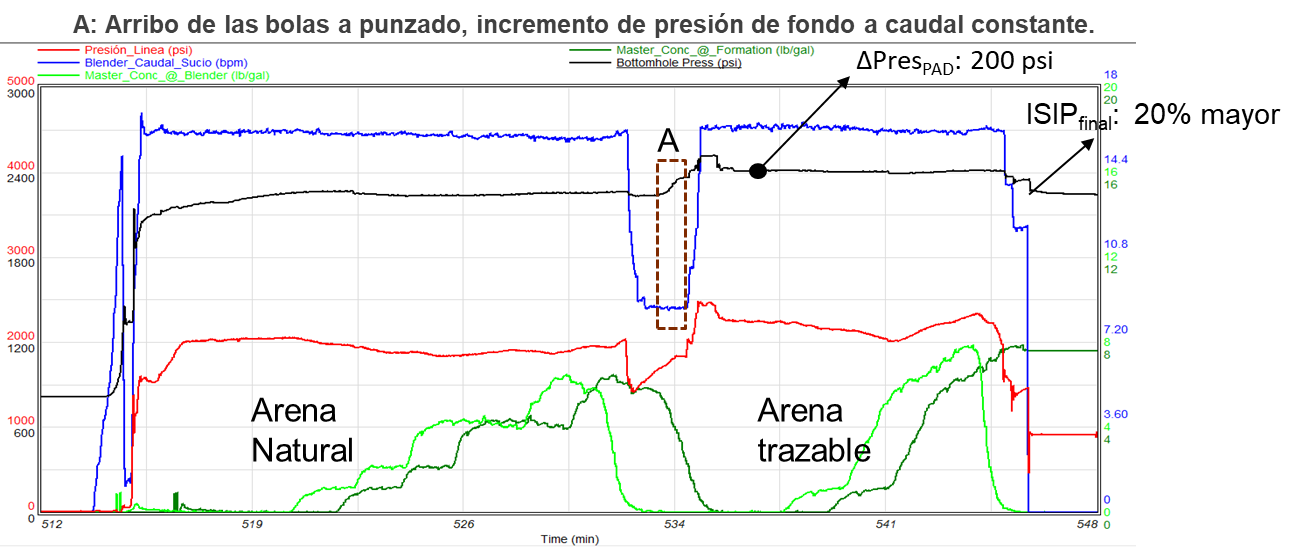 A: Arribo de las bolas a punzado, incremento de presión de fondo a caudal constante.
Presión_Linea (psi)
Blender_Caudal_Sucio (bpm)
Master_Conc_@_Blender (lb/gal)
Master_Conc_@_Formation (lb/gal)
Bottomhole Press (psi)
ΔPresPAD: 200 psi
ISIPfinal: 20% mayor
A
Arena
Natural
Arena
trazable
5000
3000
4000
2400
3000
1800
2000
1200
1000
600
0
0
18
20
20
14.4
16
16
10.8
12
12
7.20
8
8
3.60
4
4
0
0
0
512 519 526 534 541 548
Time (min)